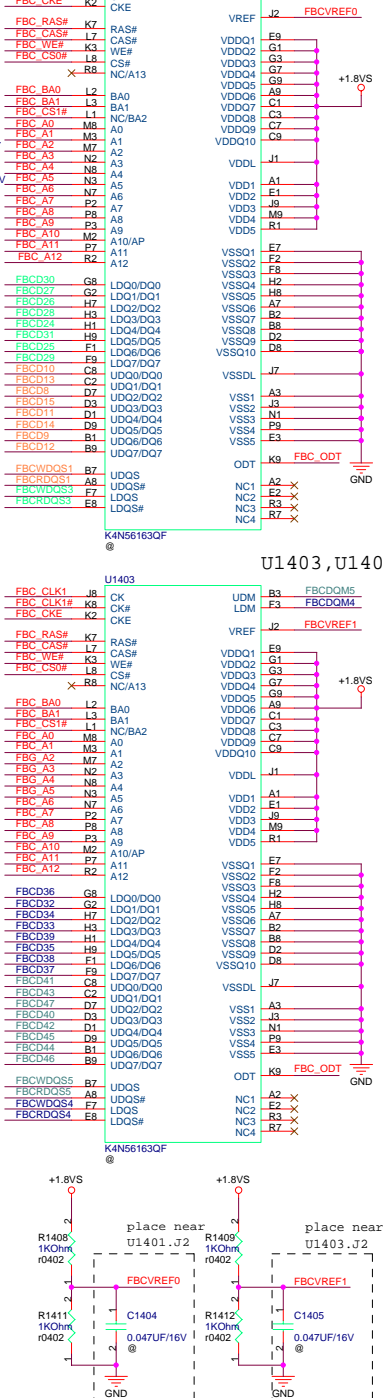 FBC_CKE K2 CKE
VREF J2 FBCVREF0
FBC_RAS# K7 RAS#
FBC_CAS# L7 CAS#
FBC_WE# K3 WE#
FBC_CS0# L8 CS#
R8 NC/A13
VDDQ1 E9
VDDQ2 G1
VDDQ3 G3
VDDQ4 G7
VDDQ5 G9
VDDQ6 A9
VDDQ7 C1
VDDQ8 C3
VDDQ9 C7
VDDQ10 C9
+1.8VS
FBC_BA0 L2 BA0
FBC_BA1 L3 BA1
FBC_CS1# L1 NC/BA2
FBC_A0 M8 A0
FBC_A1 M3 A1
FBC_A2 M7 A2
FBC_A3 N2 A3
FBC_A4 N8 A4
FBC_A5 N3 A5
FBC_A6 N7 A6
FBC_A7 P2 A7
FBC_A8 P8 A8
FBC_A9 P3 A9
FBC_A10 M2 A10/AP
FBC_A11 P7 A11
FBC_A12 R2 A12
VDDL J1
VDD1 A1
VDD2 E1
VDD3 J9
VDD4 M9
VDD5 R1
VSSQ1 E7
VSSQ2 F2
VSSQ3 F8
VSSQ4 H2
VSSQ5 H8
VSSQ6 A7
VSSQ7 B2
VSSQ8 B8
VSSQ9 D2
VSSQ10 D8
FBCD30 G8 LDQ0/DQ0
FBCD27 G2 LDQ1/DQ1
FBCD26 H7 LDQ2/DQ2
FBCD28 H3 LDQ3/DQ3
FBCD24 H1 LDQ4/DQ4
FBCD31 H9 LDQ5/DQ5
FBCD25 F1 LDQ6/DQ6
FBCD29 F9 LDQ7/DQ7
FBCD10 C8 UDQ0/DQ0
FBCD13 C2 UDQ1/DQ1
FBCD8 D7 UDQ2/DQ2
FBCD15 D3 UDQ3/DQ3
FBCD11 D1 UDQ4/DQ4
FBCD14 D9 UDQ5/DQ5
FBCD9 B1 UDQ6/DQ6
FBCD12 B9 UDQ7/DQ7
VSSDL J7
VSS1 A3
VSS2 J3
VSS3 N1
VSS4 P9
VSS5 E3
ODT K9 FBC_ODT
GND
FBCWDQS1 B7 UDQS
FBCRDQS1 A8 UDQS#
FBCWDQS3 F7 LDQS
FBCRDQS3 E8 LDQS#
NC1 A2
NC2 E2
NC3 R3
NC4 R7
K4N56163QF
@
U1403,U140
U1403
FBC_CLK1 J8 CK
FBC_CLK1# K8 CK#
FBC_CKE K2 CKE
UDM B3 FBCDQM5
LDM F3 FBCDQM4
VREF J2 FBCVREF1
FBC_RAS# K7 RAS#
FBC_CAS# L7 CAS#
FBC_WE# K3 WE#
FBC_CS0# L8 CS#
R8 NC/A13
VDDQ1 E9
VDDQ2 G1
VDDQ3 G3
VDDQ4 G7
VDDQ5 G9
VDDQ6 A9
VDDQ7 C1
VDDQ8 C3
VDDQ9 C7
VDDQ10 C9
+1.8VS
FBC_BA0 L2 BA0
FBC_BA1 L3 BA1
FBC_CS1# L1 NC/BA2
FBC_A0 M8 A0
FBC_A1 M3 A1
FBG_A2 M7 A2
FBG_A3 N2 A3
FBG_A4 N8 A4
FBG_A5 N3 A5
FBC_A6 N7 A6
FBC_A7 P2 A7
FBC_A8 P8 A8
FBC_A9 P3 A9
FBC_A10 M2 A10/AP
FBC_A11 P7 A11
FBC_A12 R2 A12
VDDL J1
VDD1 A1
VDD2 E1
VDD3 J9
VDD4 M9
VDD5 R1
VSSQ1 E7
VSSQ2 F2
VSSQ3 F8
VSSQ4 H2
VSSQ5 H8
VSSQ6 A7
VSSQ7 B2
VSSQ8 B8
VSSQ9 D2
VSSQ10 D8
FBCD36 G8 LDQ0/DQ0
FBCD32 G2 LDQ1/DQ1
FBCD34 H7 LDQ2/DQ2
FBCD33 H3 LDQ3/DQ3
FBCD39 H1 LDQ4/DQ4
FBCD35 H9 LDQ5/DQ5
FBCD38 F1 LDQ6/DQ6
FBCD37 F9 LDQ7/DQ7
FBCD41 C8 UDQ0/DQ0
FBCD43 C2 UDQ1/DQ1
FBCD47 D7 UDQ2/DQ2
FBCD40 D3 UDQ3/DQ3
FBCD42 D1 UDQ4/DQ4
FBCD45 D9 UDQ5/DQ5
FBCD44 B1 UDQ6/DQ6
FBCD46 B9 UDQ7/DQ7
VSSDL J7
VSS1 A3
VSS2 J3
VSS3 N1
VSS4 P9
VSS5 E3
ODT K9 FBC_ODT
GND
FBCWDQS5 B7 UDQS
FBCRDQS5 A8 UDQS#
FBCWDQS4 F7 LDQS
FBCRDQS4 E8 LDQS#
NC1 A2
NC2 E2
NC3 R3
NC4 R7
K4N56163QF
@
+1.8VS
+1.8VS
2
R1408
1KOhm
r0402
1
place near
U1401.J2
FBCVREF0
2
R1411
1KOhm
r0402
1
1
C1404
0.047UF/16V
@
2
GND
2
R1409
1KOhm
r0402
1
place near
U1403.J2
FBCVREF1
2
R1412
1KOhm
r0402
1
1
C1405
0.047UF/16V
@
2
GND